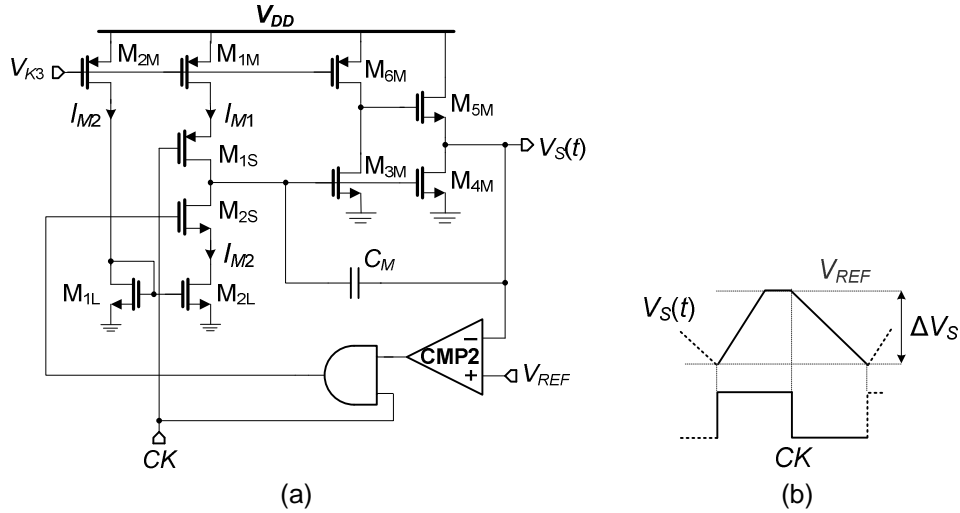 V_DD
V_K3
M_2M
M_1M
M_6M
M_5M
I_M2
I_M1
V_S(t)
M_1S
M_3M
M_4M
M_2S
I_M2
C_M
M_1L
M_2L
CMP2
−
+
V_REF
CK
(a)
V_REF
V_S(t)
ΔV_S
CK
(b)